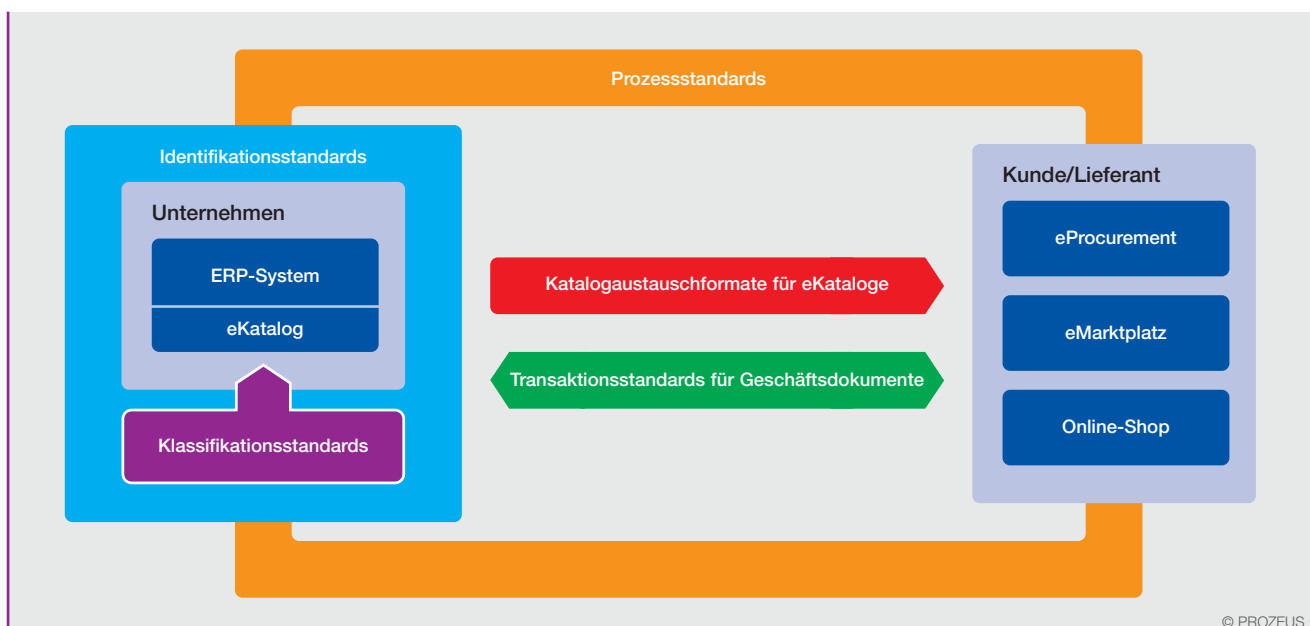 Prozessstandards
Identifikationsstandards
Unternehmen
ERP-System
eKatalog
Klassifikationsstandards
Katalogaustauschformate für eKataloge
Transaktionsstandards für Geschäftsdokumente
Kunde/Lieferant
eProcurement
eMarktplatz
Online-Shop
© PROZEUS